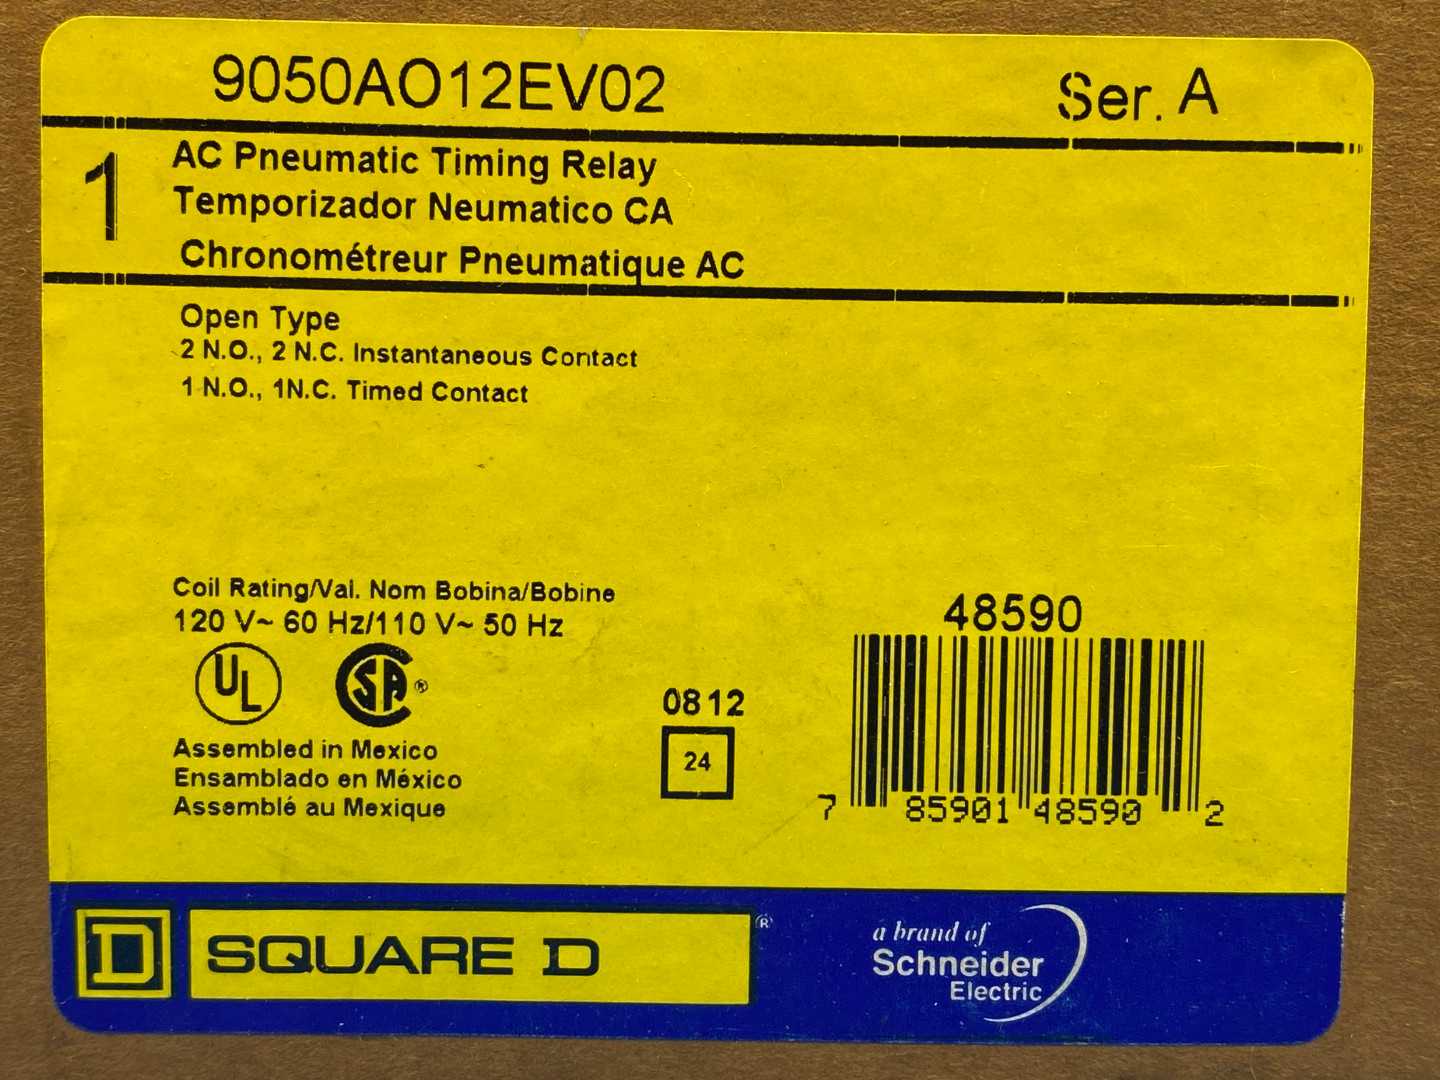 9050AO12EV02 Ser. A
1
AC Pneumatic Timing Relay
Temporizador Neumatico CA
Chronométreur Pneumatique AC
Open Type
2 N.O., 2 N.C. Instantaneous Contact
1 N.O., 1N.C. Timed Contact
Coil Rating/Val. Nom Bobina/Bobine
120 V~ 60 Hz/110 V~ 50 Hz
UL
SA ®
Assembled in Mexico
Ensamblado en México
Assemblé au Mexique
0812
24
48590
7 85901 48590 2
D SQUARE D ®
a brand of
Schneider
Electric